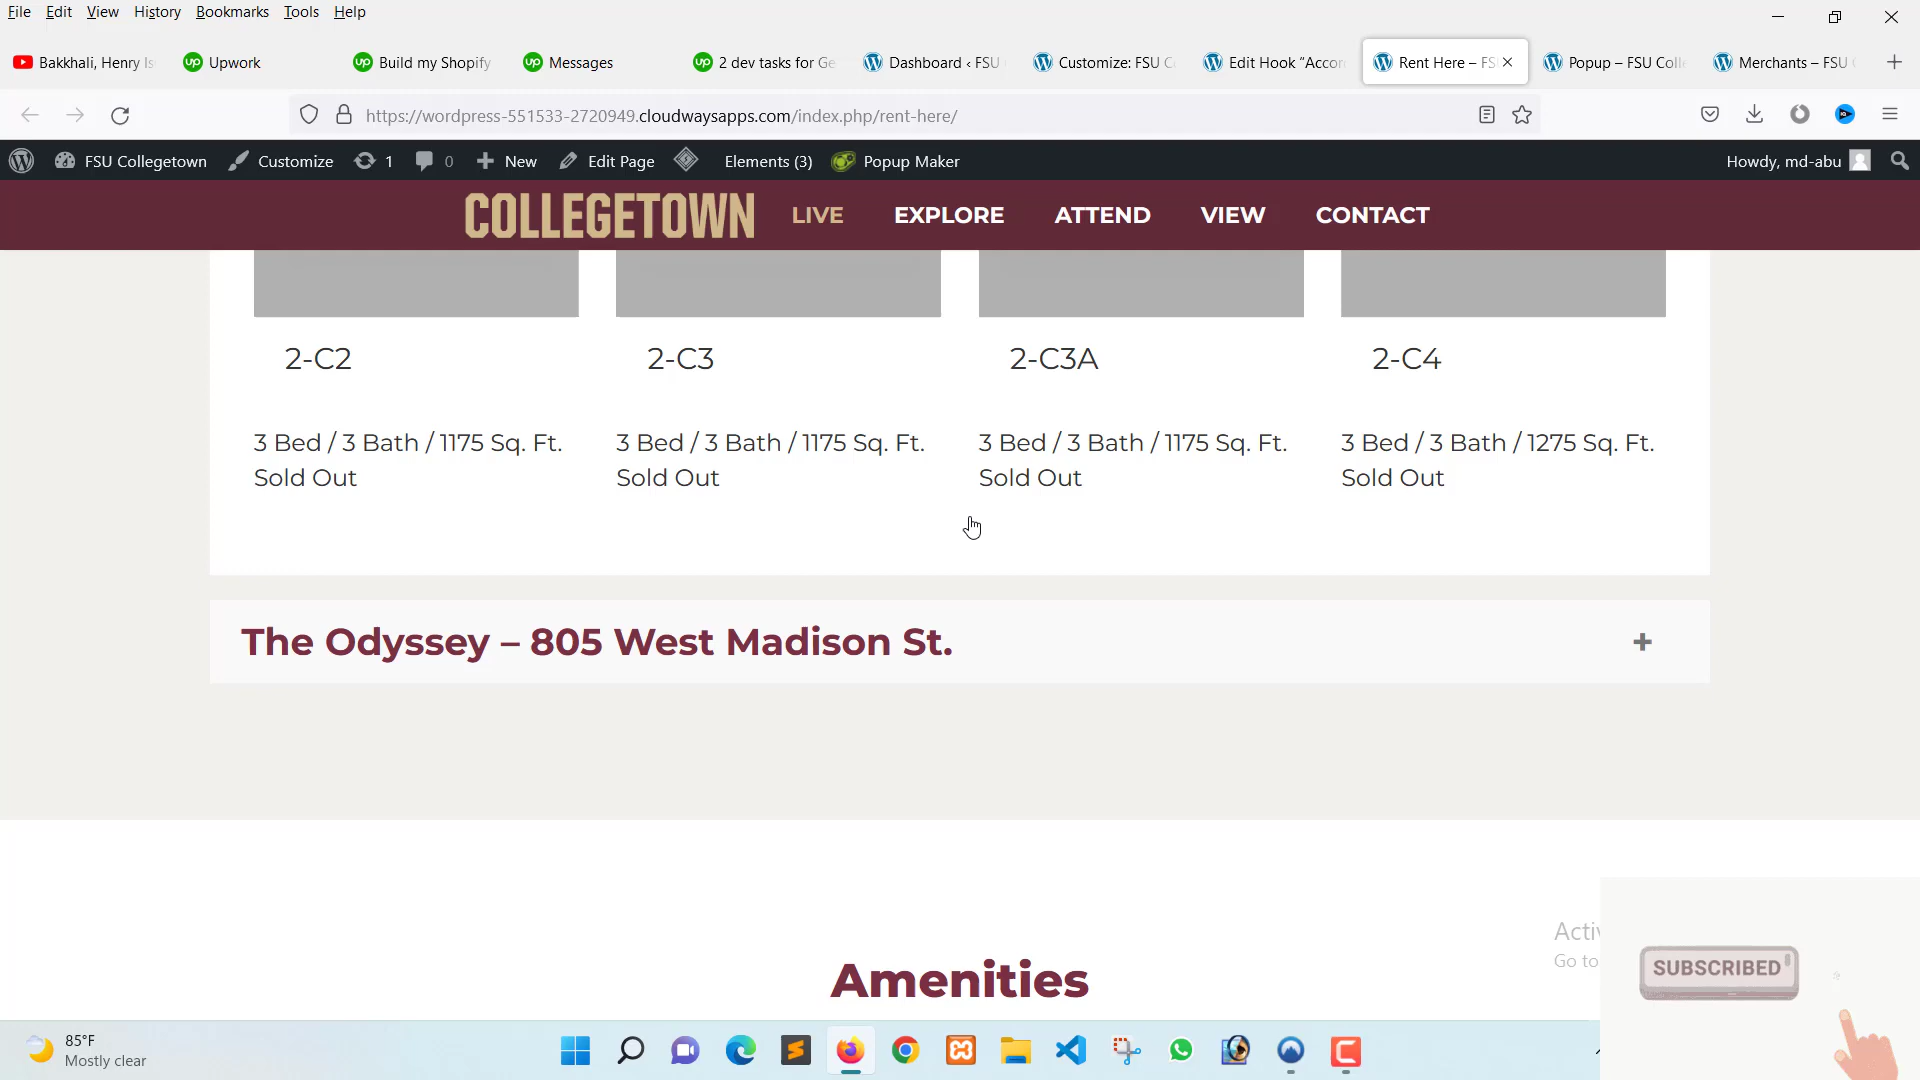 File Edit View History Bookmarks Tools Help
Bakkhali, Henry Is
Upwork
Build my Shopify
Messages
2 dev tasks for Ge
Dashboard ‹ FSU
Customize: FSU C
Edit Hook “Accor
Rent Here – FS
Popup – FSU Colle
Merchants – FSU
https://wordpress-551533-2720949.cloudwaysapps.com/index.php/rent-here/
FSU Collegetown Customize 1 0 New Edit Page Elements (3) Popup Maker Howdy, md-abu
COLLEGETOWN LIVE EXPLORE ATTEND VIEW CONTACT
2-C2 2-C3 2-C3A 2-C4
3 Bed / 3 Bath / 1175 Sq. Ft. 3 Bed / 3 Bath / 1175 Sq. Ft. 3 Bed / 3 Bath / 1175 Sq. Ft. 3 Bed / 3 Bath / 1275 Sq. Ft.
Sold Out Sold Out Sold Out Sold Out
The Odyssey – 805 West Madison St. +
Amenities
Activ
Go to
SUBSCRIBED
85°F
Mostly clear